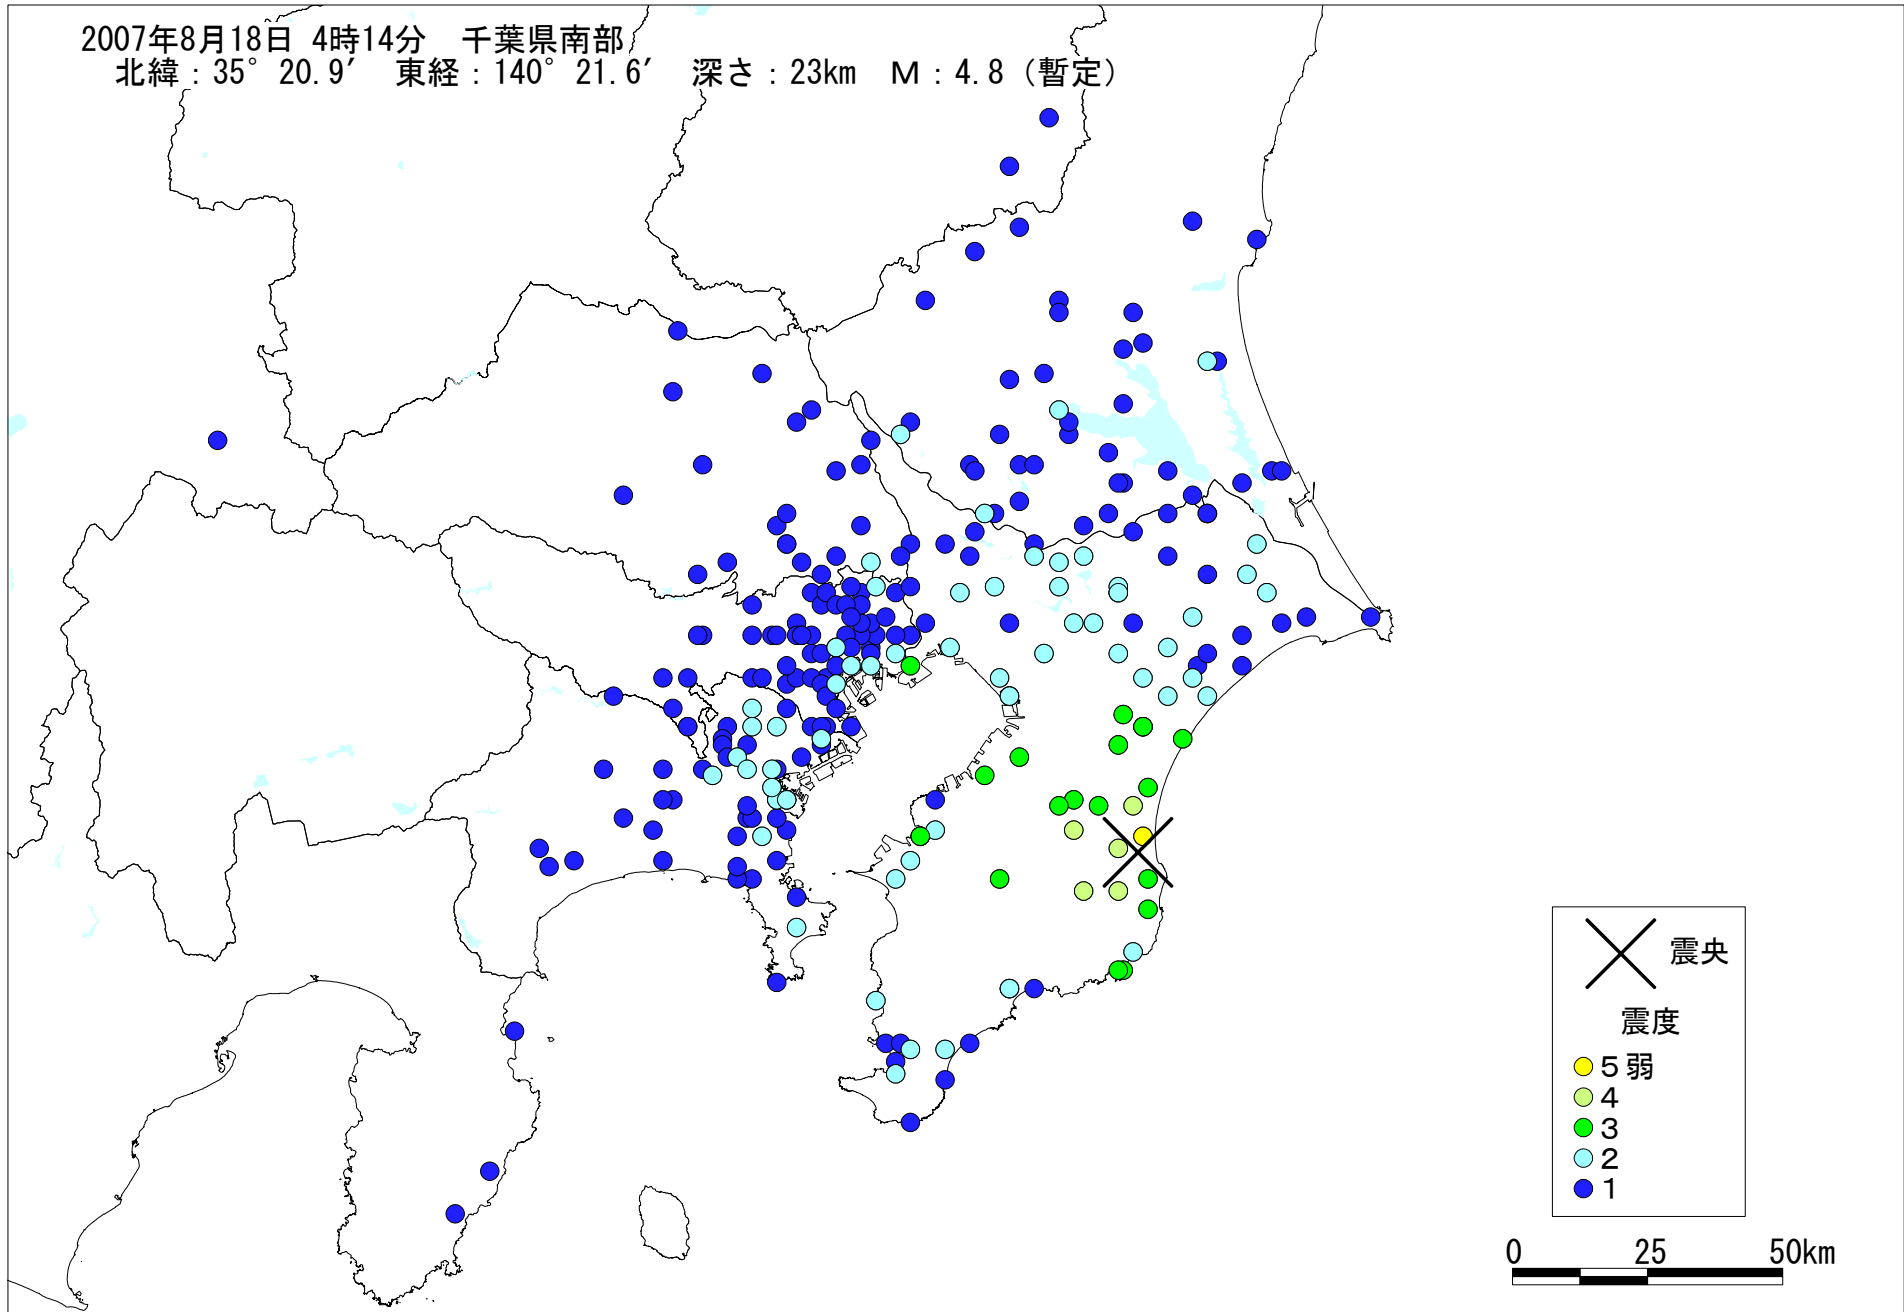 2007年8月18日 4時14分　千葉県南部
北緯：35°20.9′　東経：140°21.6′　深さ：23km　Ｍ：4.8（暫定）
震央
震度
５弱
４
３
２
１
0 25 50km